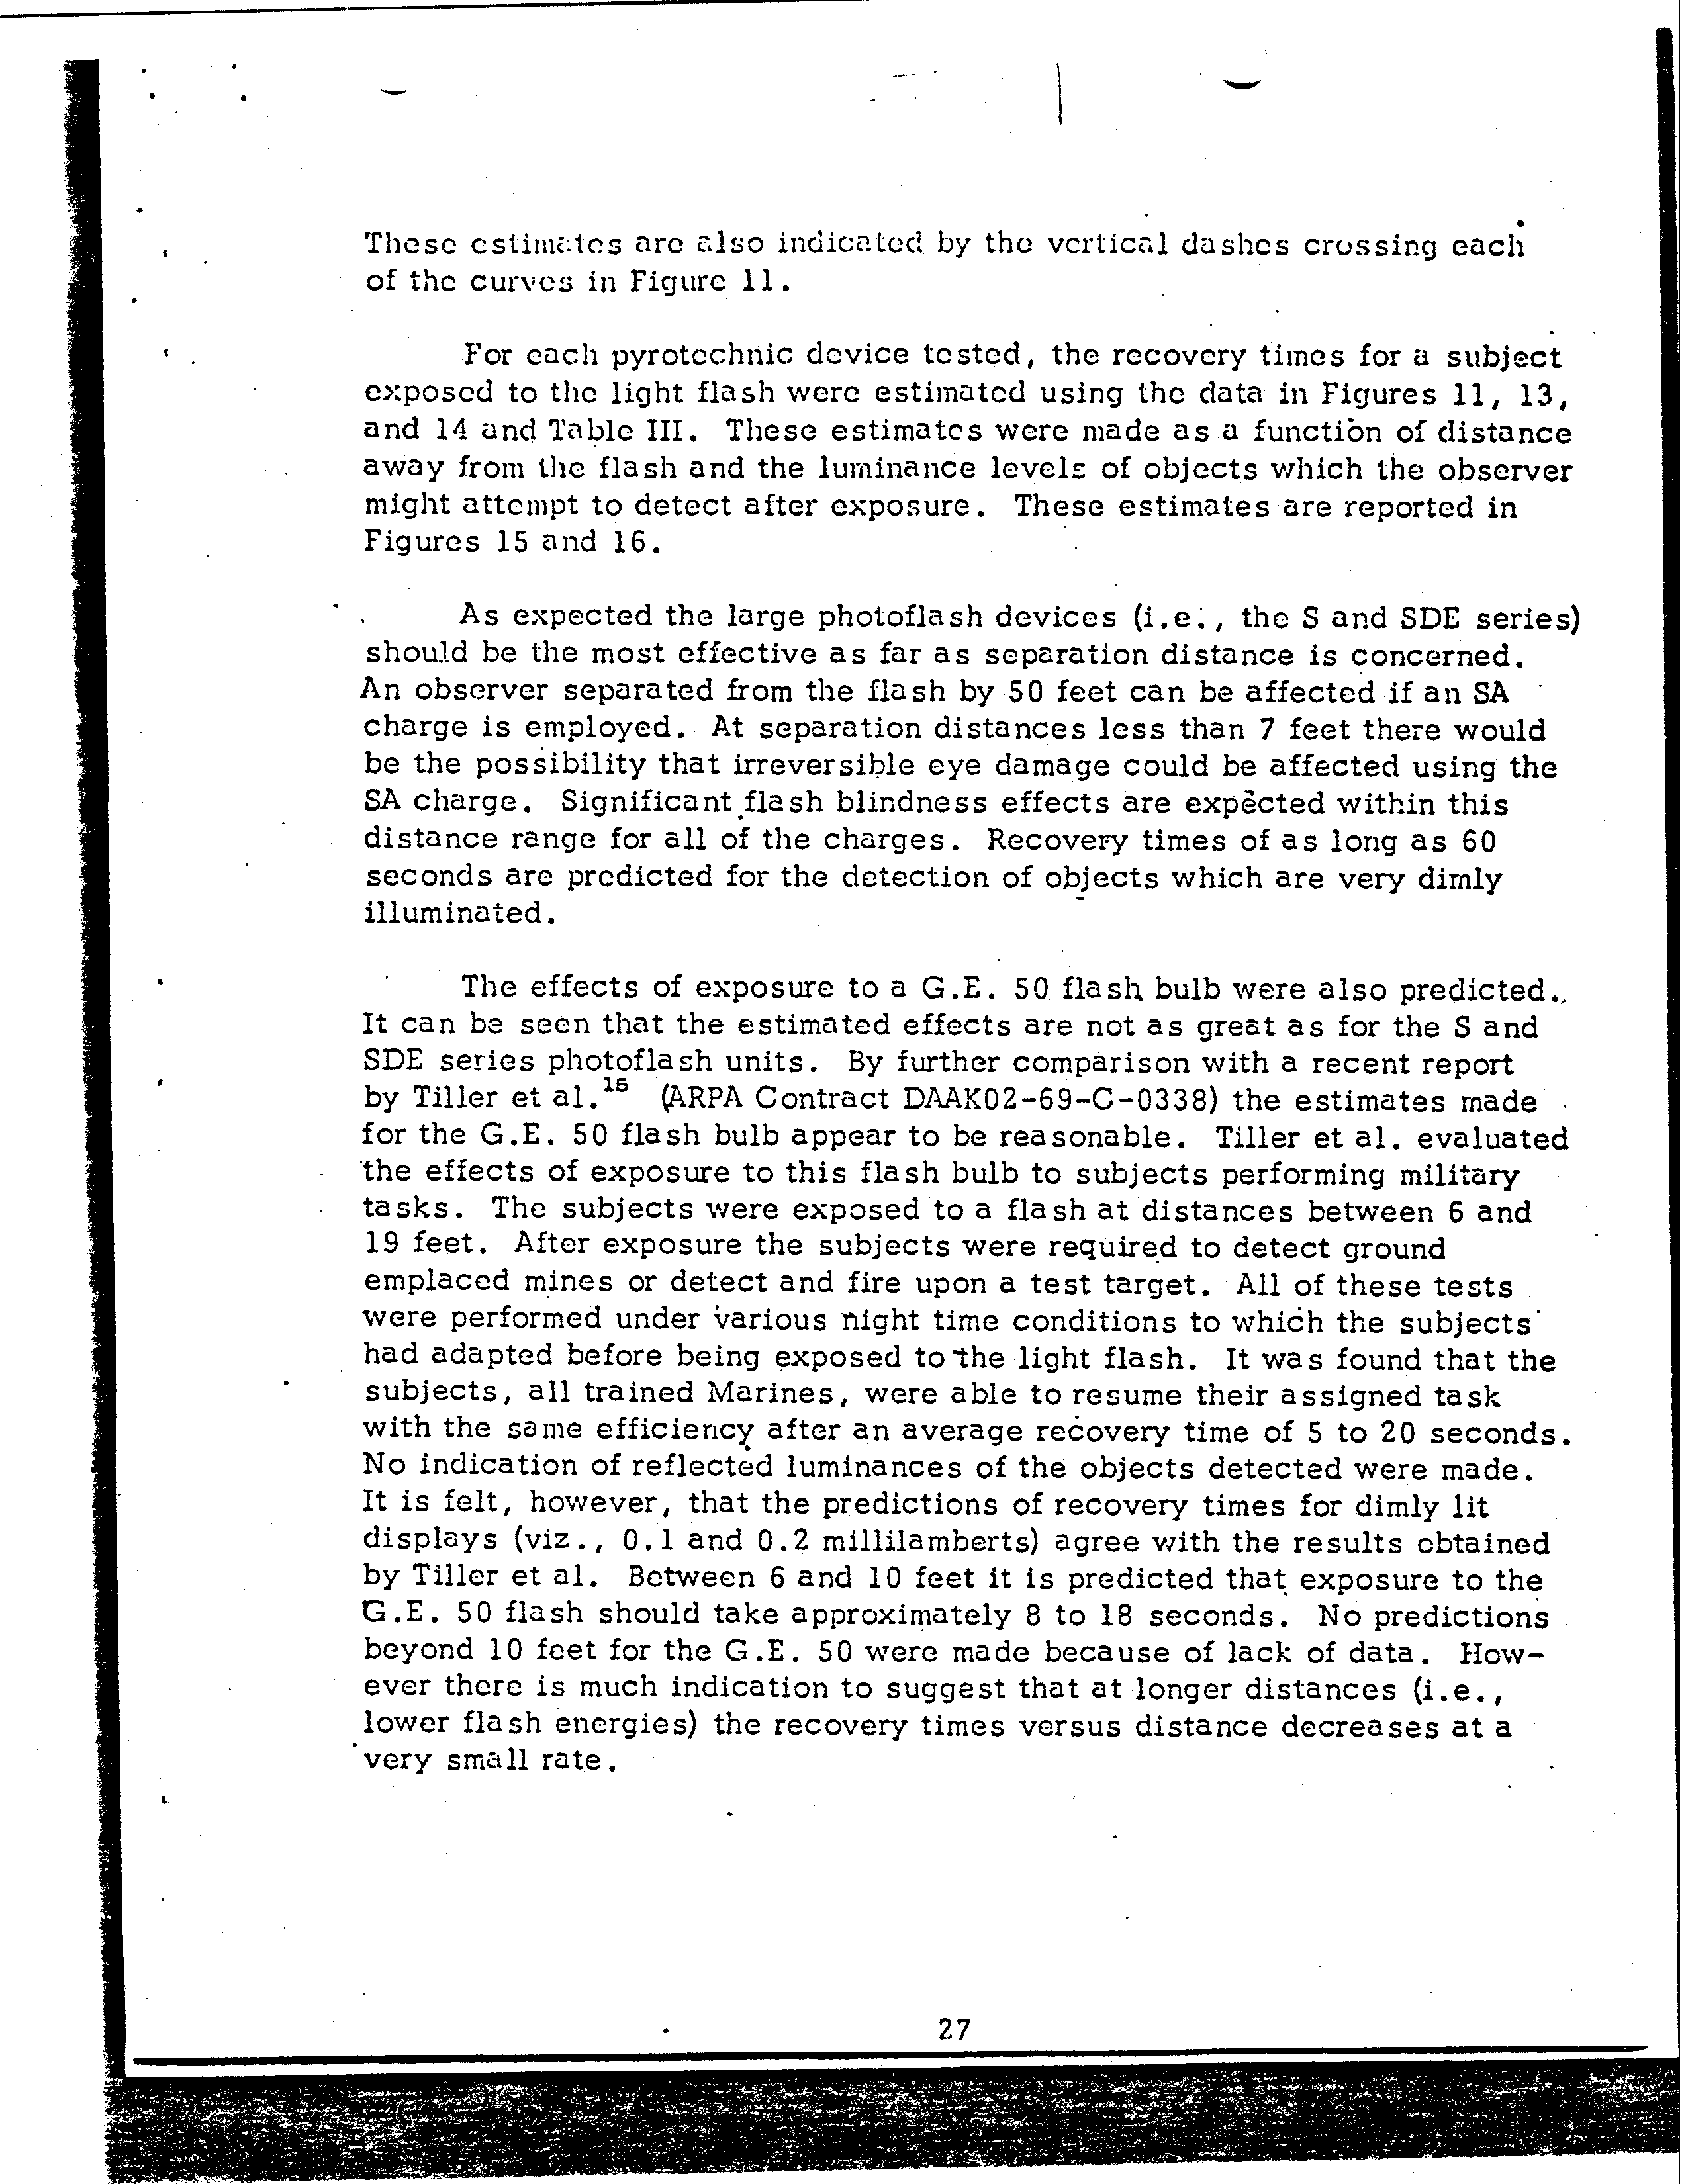 These estimates are also indicated by the vertical dashes crossing each
of the curves in Figure 11.
For each pyrotechnic device tested, the recovery times for a subject
exposed to the light flash were estimated using the data in Figures 11, 13,
and 14 and Table III. These estimates were made as a function of distance
away from the flash and the luminance levels of objects which the observer
might attempt to detect after exposure. These estimates are reported in
Figures 15 and 16.
As expected the large photoflash devices (i.e., the S and SDE series)
should be the most effective as far as separation distance is concerned.
An observer separated from the flash by 50 feet can be affected if an SA
charge is employed. At separation distances less than 7 feet there would
be the possibility that irreversible eye damage could be affected using the
SA charge. Significant flash blindness effects are expected within this
distance range for all of the charges. Recovery times of as long as 60
seconds are predicted for the detection of objects which are very dimly
illuminated.
The effects of exposure to a G.E. 50 flash bulb were also predicted.
It can be seen that the estimated effects are not as great as for the S and
SDE series photoflash units. By further comparison with a recent report
by Tiller et al.15 (ARPA Contract DAAK02-69-C-0338) the estimates made
for the G.E. 50 flash bulb appear to be reasonable. Tiller et al. evaluated
the effects of exposure to this flash bulb to subjects performing military
tasks. The subjects were exposed to a flash at distances between 6 and
19 feet. After exposure the subjects were required to detect ground
emplaced mines or detect and fire upon a test target. All of these tests
were performed under various night time conditions to which the subjects
had adapted before being exposed to the light flash. It was found that the
subjects, all trained Marines, were able to resume their assigned task
with the same efficiency after an average recovery time of 5 to 20 seconds.
No indication of reflected luminances of the objects detected were made.
It is felt, however, that the predictions of recovery times for dimly lit
displays (viz., 0.1 and 0.2 millilamberts) agree with the results obtained
by Tiller et al. Between 6 and 10 feet it is predicted that exposure to the
G.E. 50 flash should take approximately 8 to 18 seconds. No predictions
beyond 10 feet for the G.E. 50 were made because of lack of data. How-
ever there is much indication to suggest that at longer distances (i.e.,
lower flash energies) the recovery times versus distance decreases at a
very small rate.
27